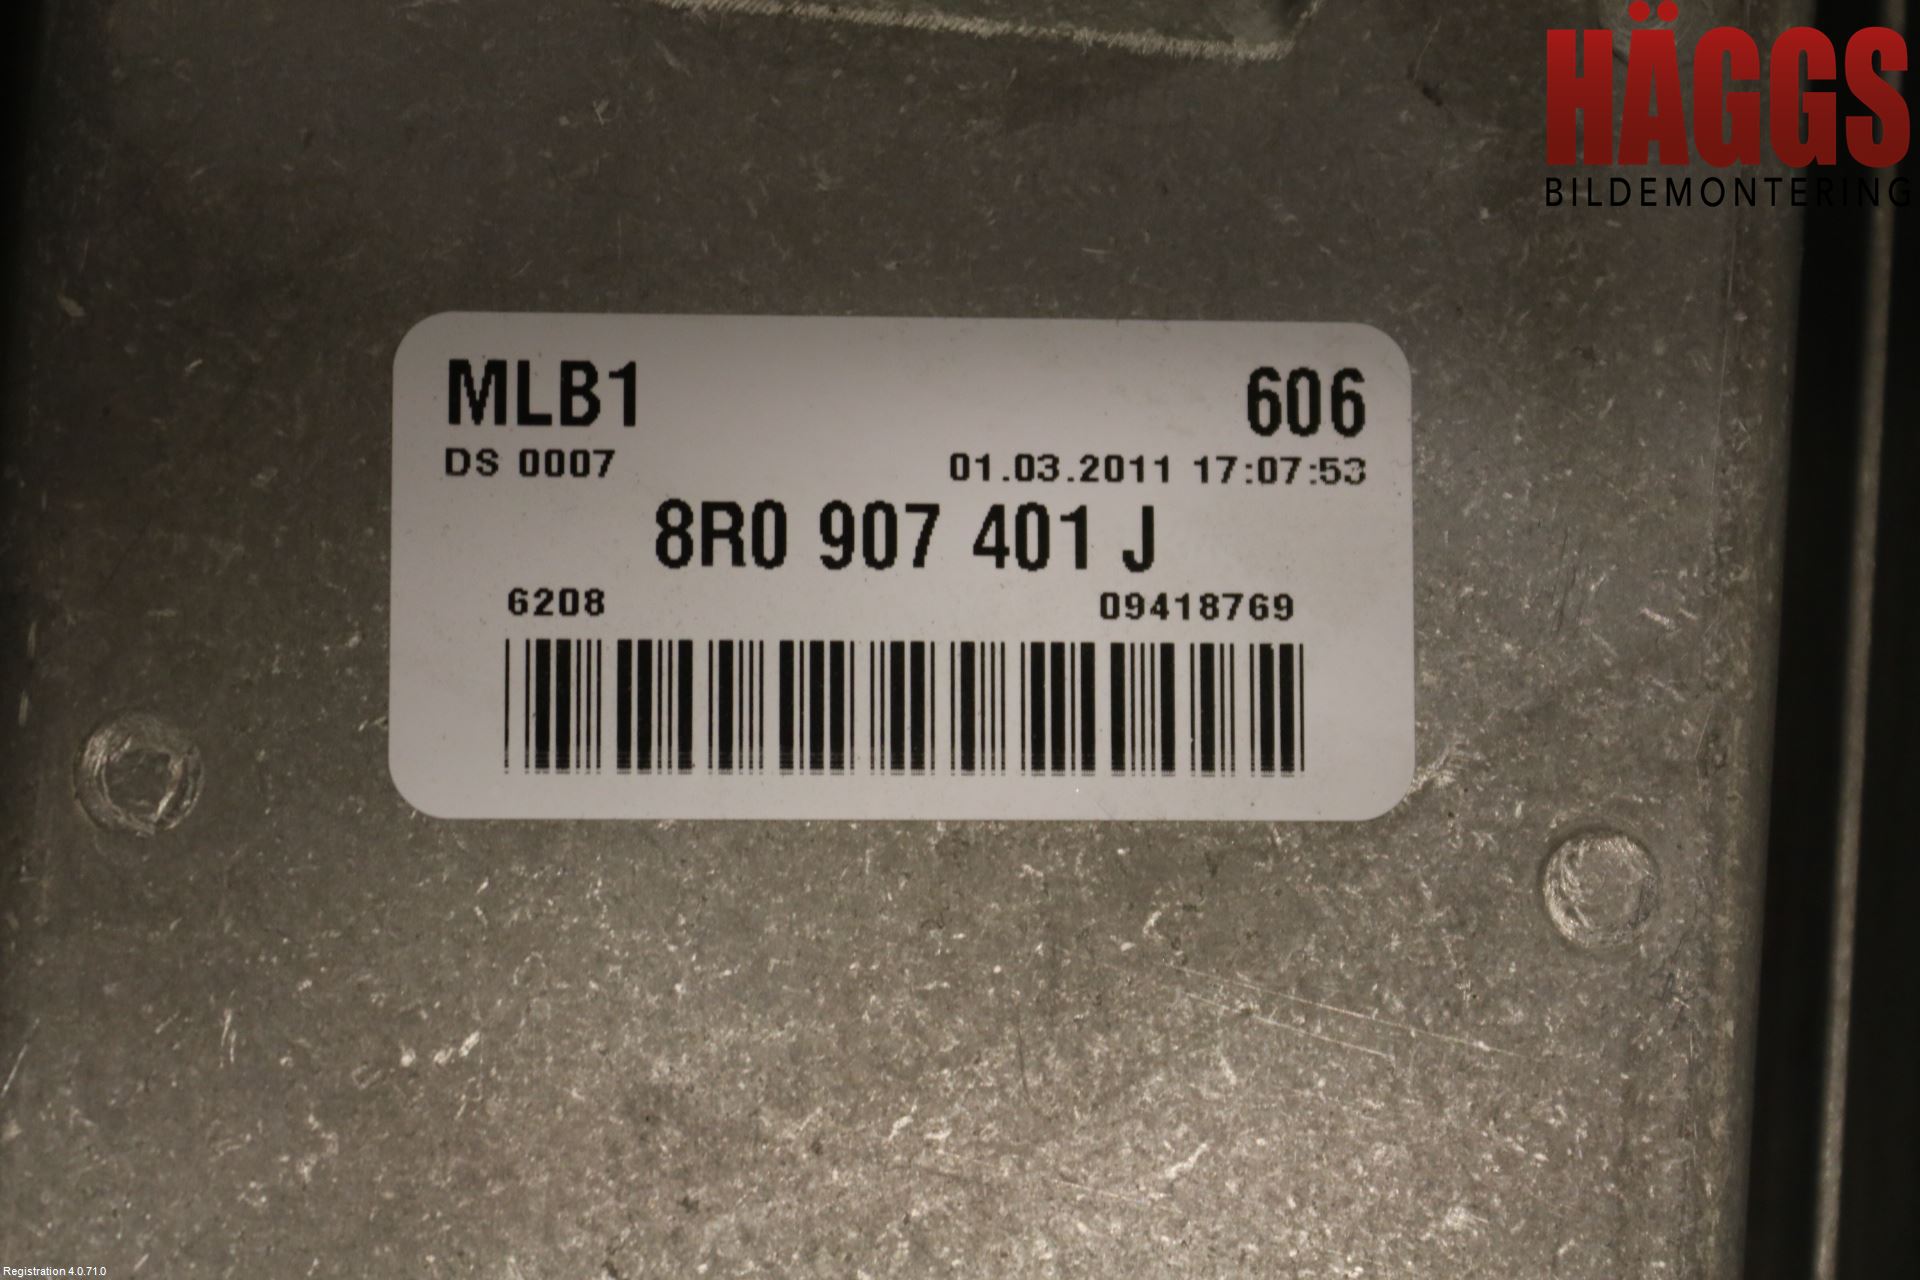 HÄGGS
BILDEMONTERING
MLB1 606
DS 0007 01.03.2011 17:07:53
8R0 907 401 J
6208 09418769
Registration 4.0.71.0